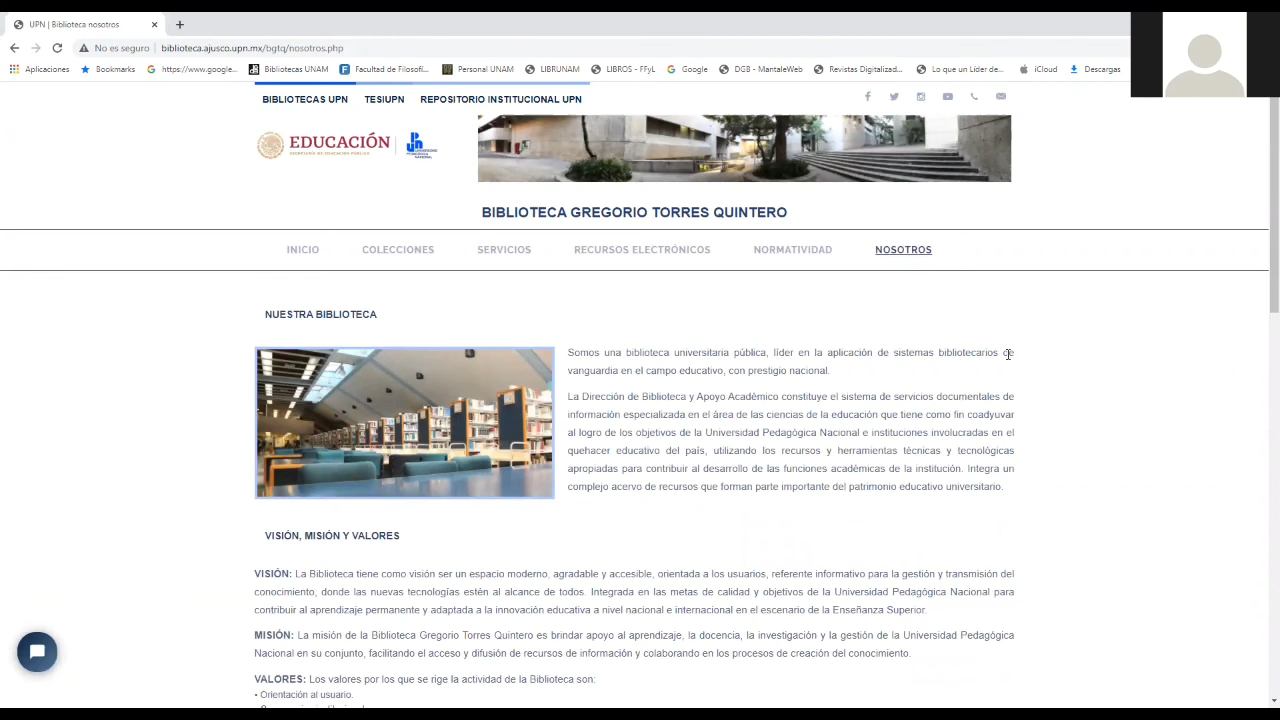 UPN | Biblioteca nosotros
No es seguro
biblioteca.ajusco.upn.mx/bgtq/nosotros.php
Aplicaciones Bookmarks https://www.google... Bibliotecas UNAM Facultad de Filosofí... Personal UNAM LIBRUNAM LIBROS - FFyL Google DGB - MantaleWeb Revistas Digitalizad... Lo que un Líder de... iCloud Descargas
BIBLIOTECAS UPN TESIUPN REPOSITORIO INSTITUCIONAL UPN
EDUCACIÓN
SECRETARÍA DE EDUCACIÓN PÚBLICA
UNIVERSIDAD PEDAGÓGICA NACIONAL
BIBLIOTECA GREGORIO TORRES QUINTERO
INICIO COLECCIONES SERVICIOS RECURSOS ELECTRÓNICOS NORMATIVIDAD NOSOTROS
NUESTRA BIBLIOTECA
Somos una biblioteca universitaria pública, líder en la aplicación de sistemas bibliotecarios de
vanguardia en el campo educativo, con prestigio nacional.
La Dirección de Biblioteca y Apoyo Académico constituye el sistema de servicios documentales de
información especializada en el área de las ciencias de la educación que tiene como fin coadyuvar
al logro de los objetivos de la Universidad Pedagógica Nacional e instituciones involucradas en el
quehacer educativo del país, utilizando los recursos y herramientas técnicas y tecnológicas
apropiadas para contribuir al desarrollo de las funciones académicas de la institución. Integra un
complejo acervo de recursos que forman parte importante del patrimonio educativo universitario.
VISIÓN, MISIÓN Y VALORES
VISIÓN: La Biblioteca tiene como visión ser un espacio moderno, agradable y accesible, orientada a los usuarios, referente informativo para la gestión y transmisión del
conocimiento, donde las nuevas tecnologías estén al alcance de todos. Integrada en las metas de calidad y objetivos de la Universidad Pedagógica Nacional para
contribuir al aprendizaje permanente y adaptada a la innovación educativa a nivel nacional e internacional en el escenario de la Enseñanza Superior.
MISIÓN: La misión de la Biblioteca Gregorio Torres Quintero es brindar apoyo al aprendizaje, la docencia, la investigación y la gestión de la Universidad Pedagógica
Nacional en su conjunto, facilitando el acceso y difusión de recursos de información y colaborando en los procesos de creación del conocimiento.
VALORES: Los valores por los que se rige la actividad de la Biblioteca son:
• Orientación al usuario.